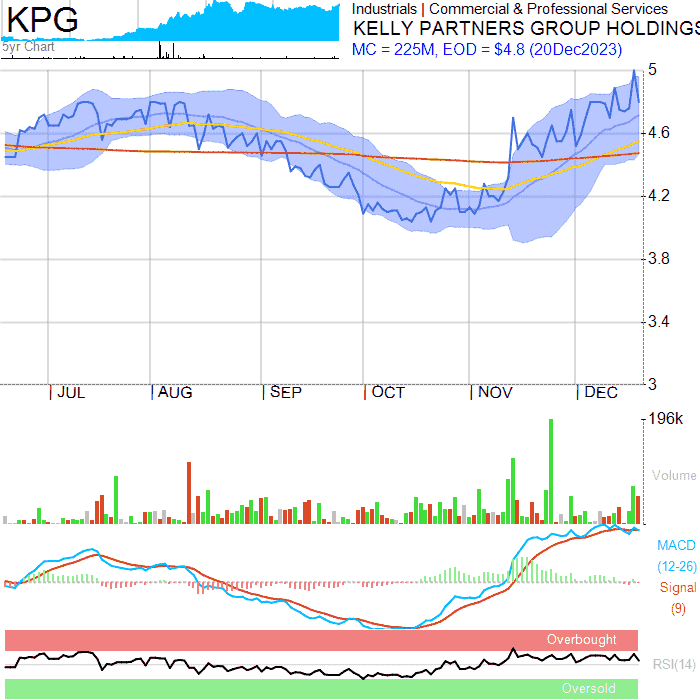 KPG
5yr Chart
Industrials | Commercial & Professional Services
KELLY PARTNERS GROUP HOLDINGS
MC = 225M, EOD = $4.8 (20Dec2023)
5
4.6
4.2
3.8
3.4
3
JUL AUG SEP OCT NOV DEC
196k
Volume
MACD
(12-26)
Signal
(9)
Overbought
RSI(14)
Oversold